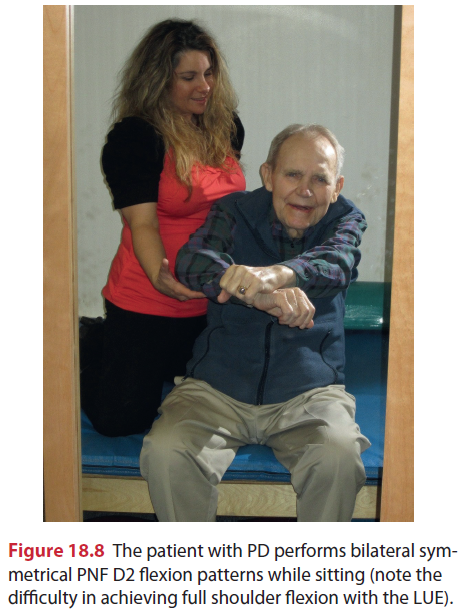 Figure 18.8 The patient with PD performs bilateral sym-
metrical PNF D2 flexion patterns while sitting (note the
difficulty in achieving full shoulder flexion with the LUE).